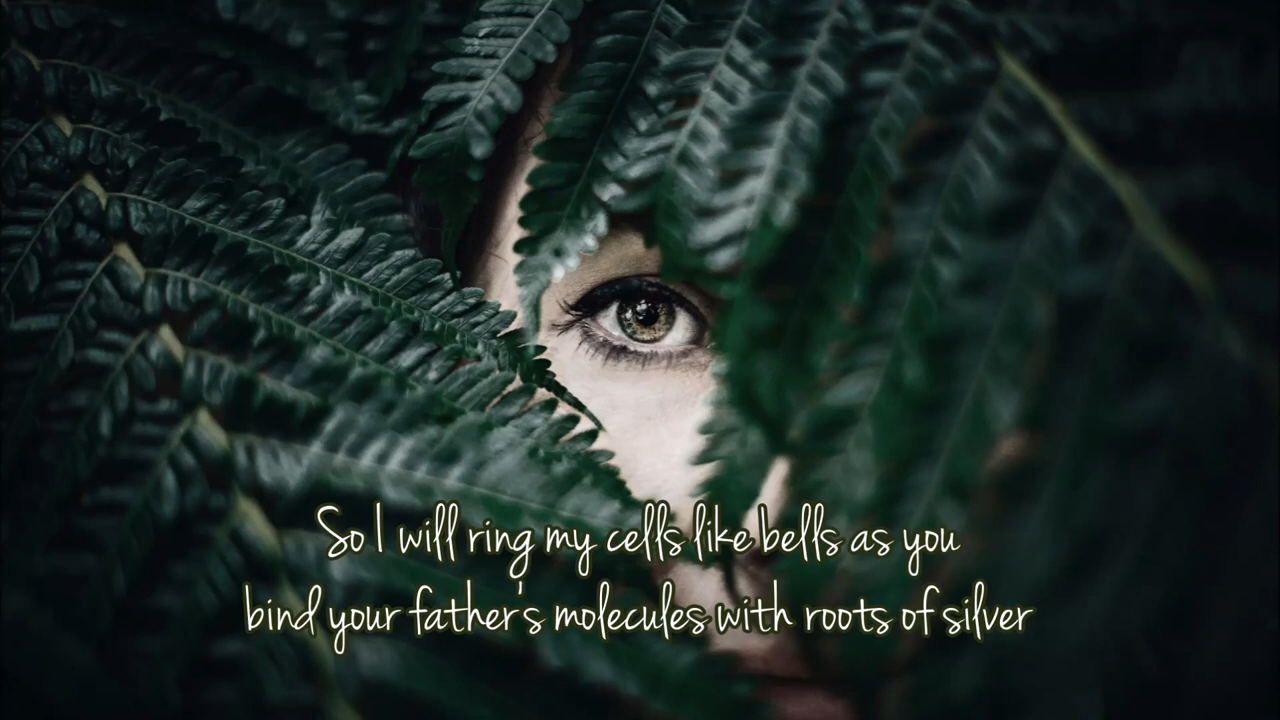 So I will ring my cells like bells as you
bind your father's molecules with roots of silver